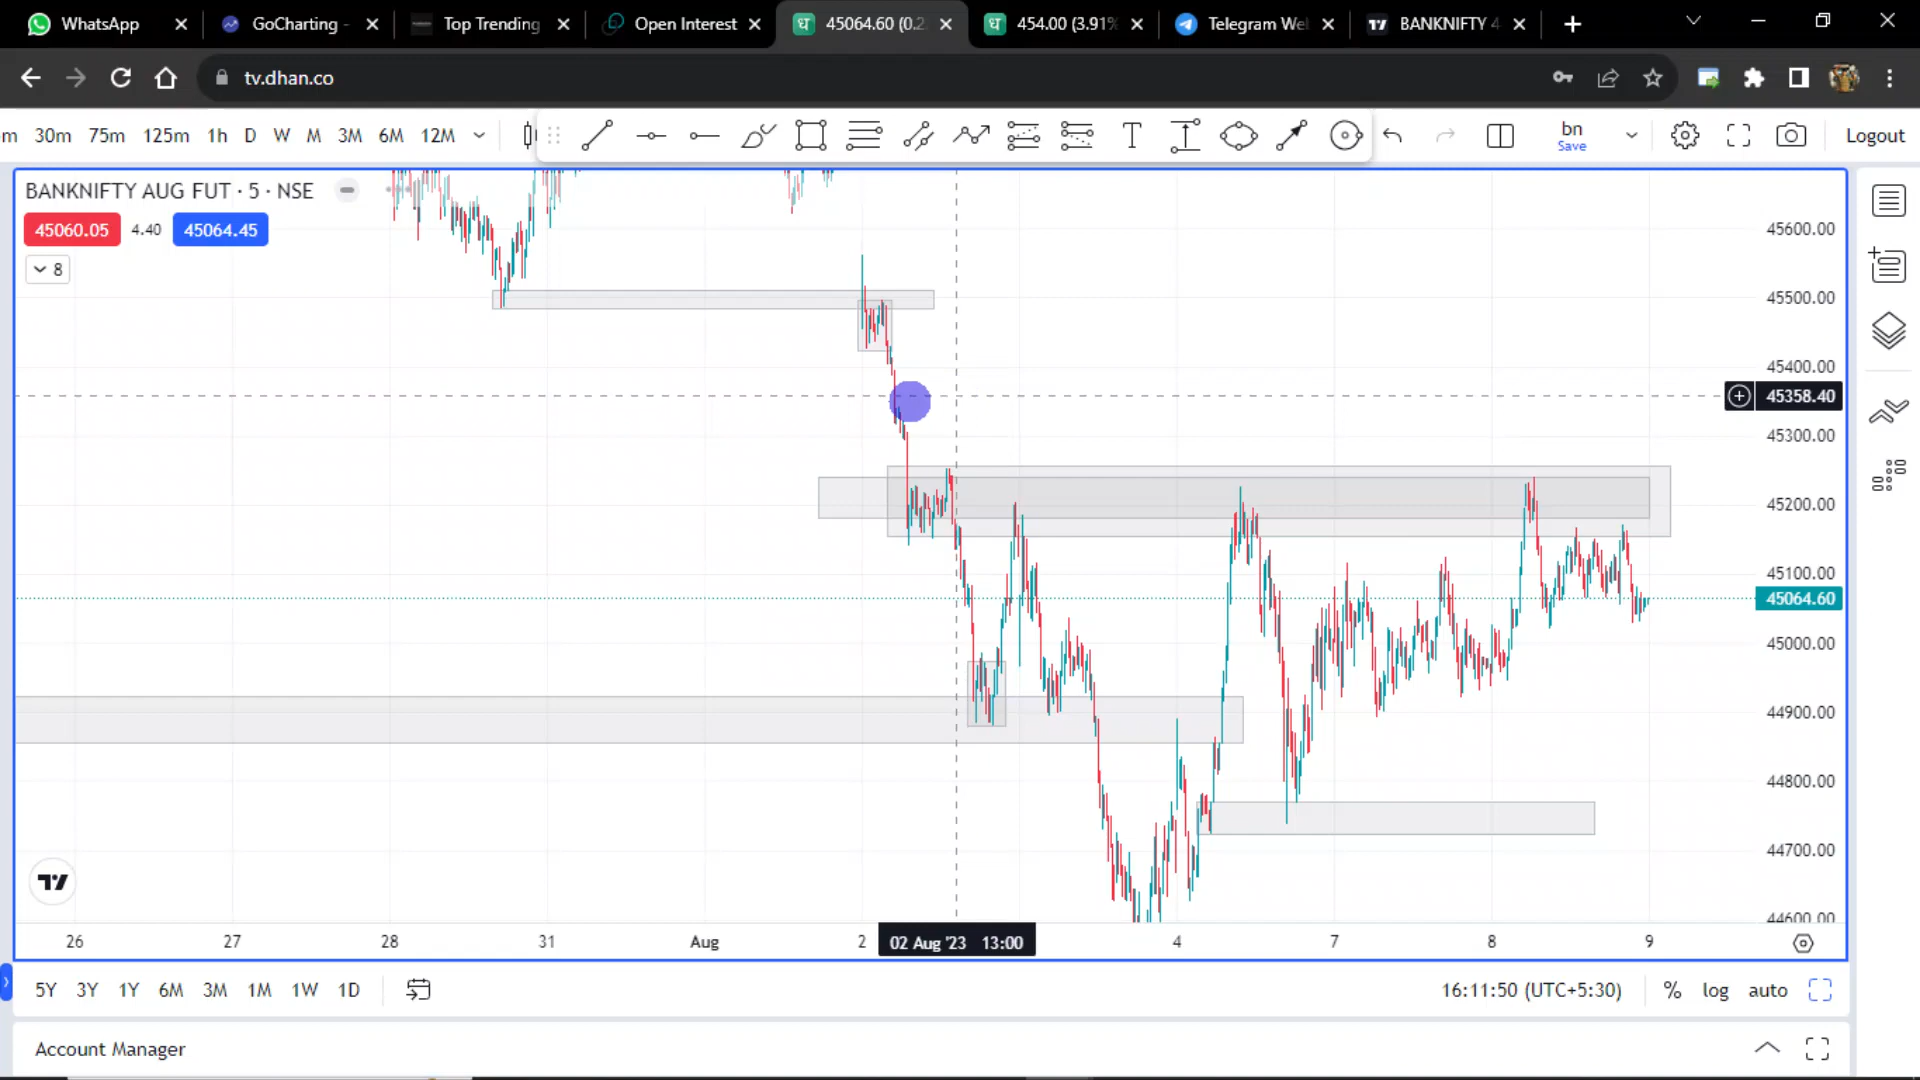 WhatsApp
GoCharting -
Top Trending
Open Interest
45064.60 (0.2
454.00 (3.91%
Telegram We
BANKNIFTY 4
tv.dhan.co
m 30m 75m 125m 1h D W M 3M 6M 12M
bn
Save
Logout
BANKNIFTY AUG FUT · 5 · NSE
45060.05 4.40 45064.45
8
45600.00
45500.00
45400.00
45358.40
45300.00
45200.00
45100.00
45064.60
45000.00
44900.00
44800.00
44700.00
44600.00
26 27 28 31 Aug 2 02 Aug '23 13:00 4 7 8 9
5Y 3Y 1Y 6M 3M 1M 1W 1D
16:11:50 (UTC+5:30) % log auto
Account Manager